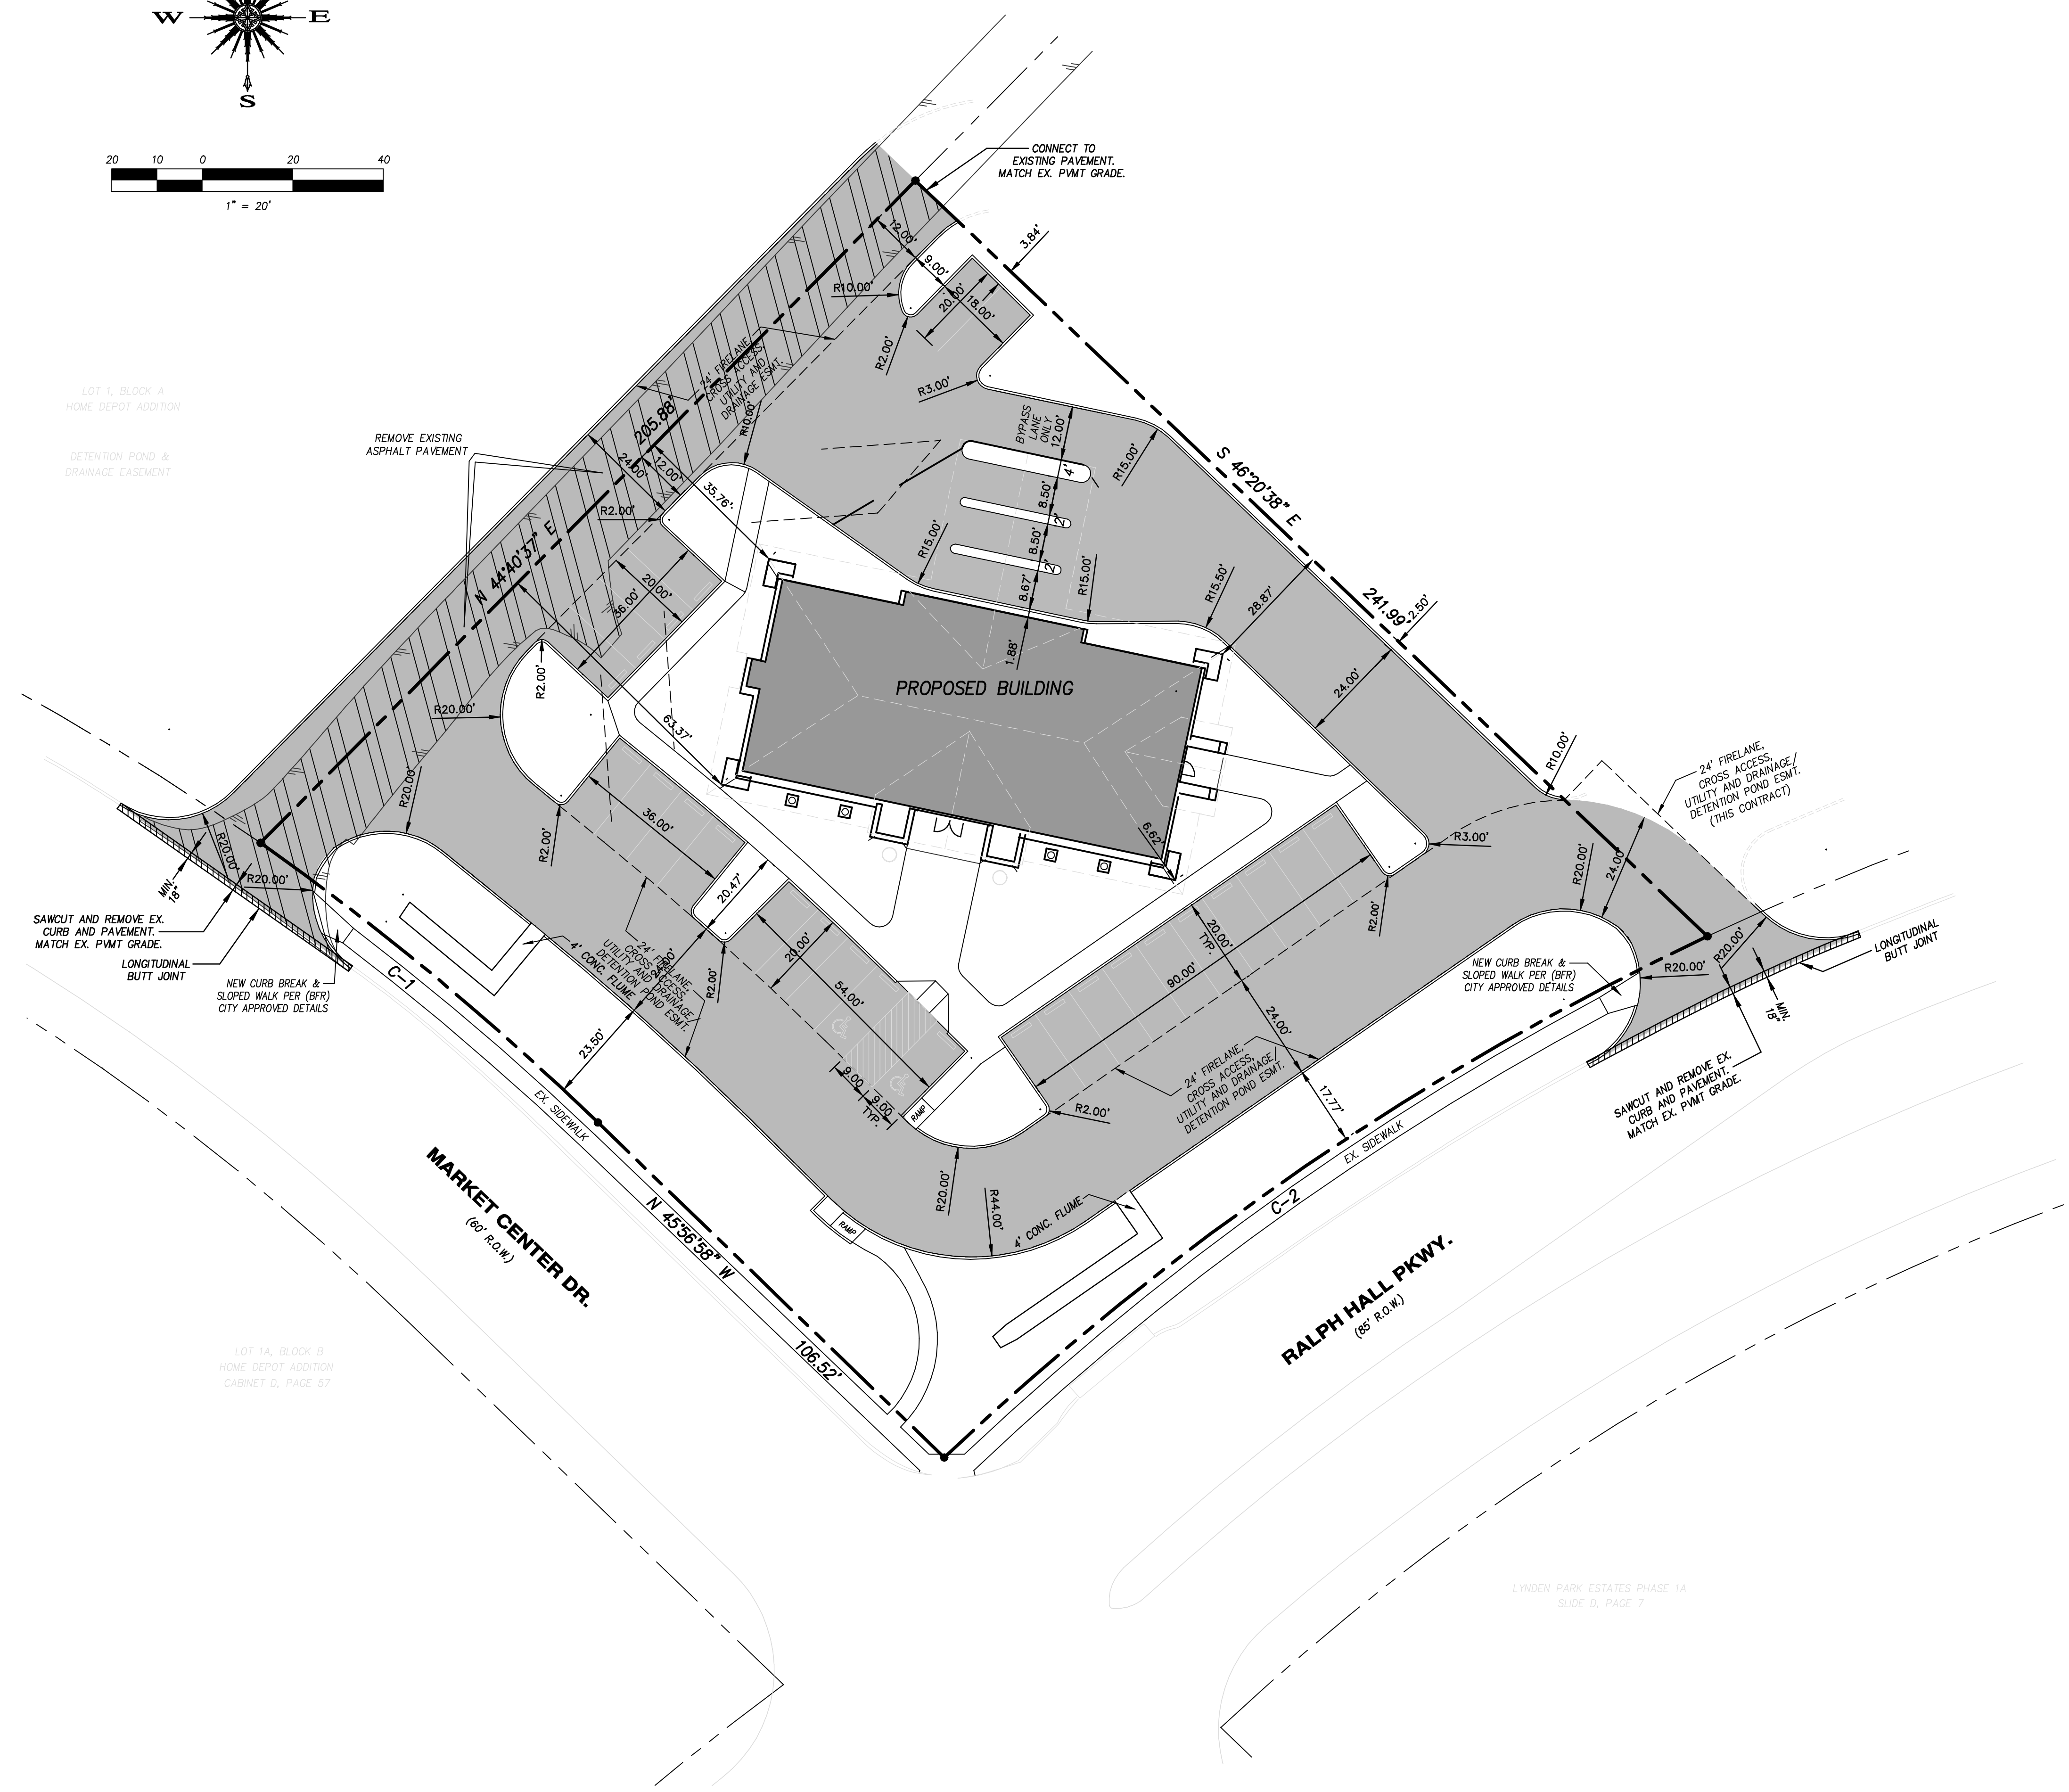 W E
S
20 10 0 20 40
1" = 20'
CONNECT TO
EXISTING PAVEMENT.
MATCH EX. PVMT GRADE.
12.00'
9.00'
3.84'
R10.00'
20.00'
18.00'
R2.00'
R3.00'
LOT 1, BLOCK A
HOME DEPOT ADDITION
DETENTION POND &
DRAINAGE EASEMENT
REMOVE EXISTING
ASPHALT PAVEMENT
24' FIRELANE,
CROSS ACCESS,
UTILITY AND
DRAINAGE ESMT.
205.88'
N 44°40'37" E
24.00'
12.00'
R10.00'
35.76'
R2.00'
BYPASS
LANE
ONLY
12.00'
4'
8.50'
2'
8.50'
2'
8.67'
1.88'
R15.00'
R15.00'
R15.00'
R15.50'
S 46°20'38" E
241.99'
28.87'
2.50'
24.00'
20.00'
36.00'
R2.00'
R20.00'
63.37'
PROPOSED BUILDING
6.62'
R10.00'
24' FIRELANE,
CROSS ACCESS,
UTILITY AND DRAINAGE/
DETENTION POND ESMT.
(THIS CONTRACT)
R20.00'
R20.00'
R20.00'
MIN.
18"
SAWCUT AND REMOVE EX.
CURB AND PAVEMENT.
MATCH EX. PVMT GRADE.
LONGITUDINAL
BUTT JOINT
NEW CURB BREAK &
SLOPED WALK PER (BFR)
CITY APPROVED DETAILS
C-1
4' CONC. FLUME
R2.00'
36.00'
20.47'
24' FIRELANE,
CROSS ACCESS,
UTILITY AND DRAINAGE/
DETENTION POND ESMT.
R2.00'
20.00'
54.00'
23.50'
9.00
9.00
TYP.
RAMP
R3.00'
R2.00'
20.00'
TYP.
90.00'
24.00'
R2.00'
24' FIRELANE,
CROSS ACCESS,
UTILITY AND DRAINAGE/
DETENTION POND ESMT.
17.77'
R20.00'
24.00'
R20.00'
R20.00'
NEW CURB BREAK &
SLOPED WALK PER (BFR)
CITY APPROVED DETAILS
LONGITUDINAL
BUTT JOINT
MIN.
18"
SAWCUT AND REMOVE EX.
CURB AND PAVEMENT.
MATCH EX. PVMT GRADE.
EX. SIDEWALK
EX. SIDEWALK
MARKET CENTER DR.
(60' R.O.W.)
N 45°56'58" W
106.52'
RAMP
R20.00'
R44.00'
4' CONC. FLUME
C-2
RALPH HALL PKWY.
(85' R.O.W.)
LOT 1A, BLOCK B
HOME DEPOT ADDITION
CABINET D, PAGE 57
LYNDEN PARK ESTATES PHASE 1A
SLIDE D, PAGE 7